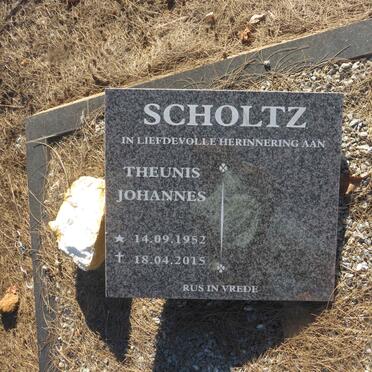 SCHOLTZ
IN LIEFDEVOLLE HERINNERING AAN
THEUNIS
JOHANNES
★ 14.09.1952
✝ 18.04.2015
RUS IN VREDE